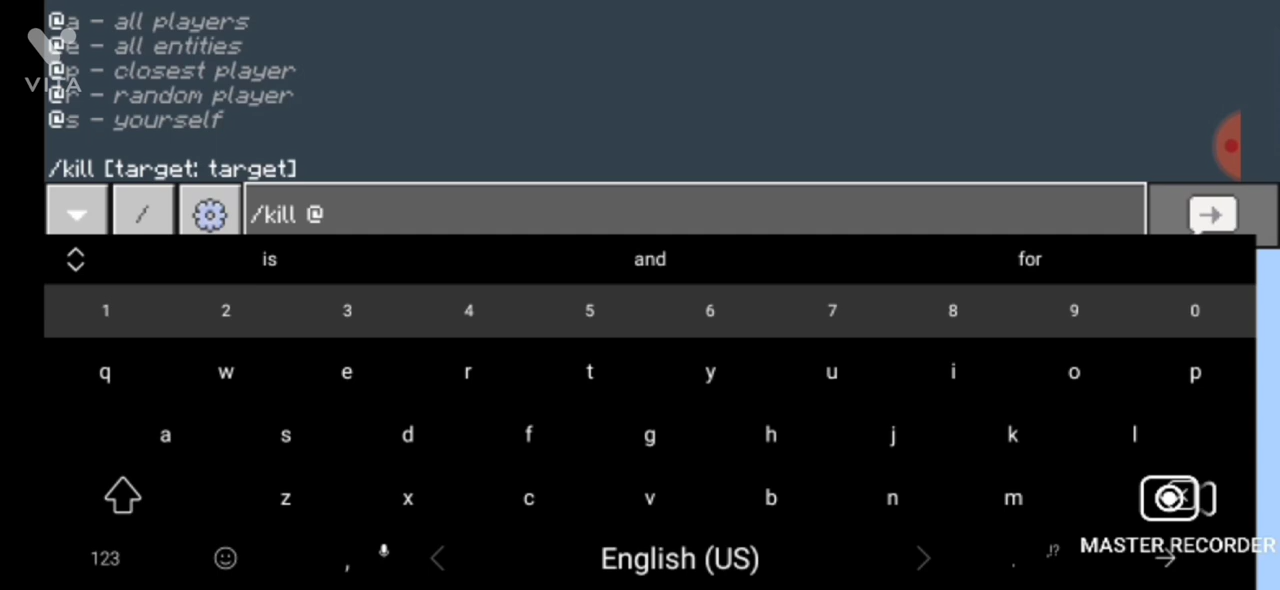 @a - all players
@e - all entities
@p - closest player
@r - random player
@s - yourself
VITA
/kill [target: target]
/
/kill @
is and for
1 2 3 4 5 6 7 8 9 0
q w e r t y u i o p
a s d f g h j k l
z x c v b n m
MASTER RECORDER
123 , < English (US) > . ,!?